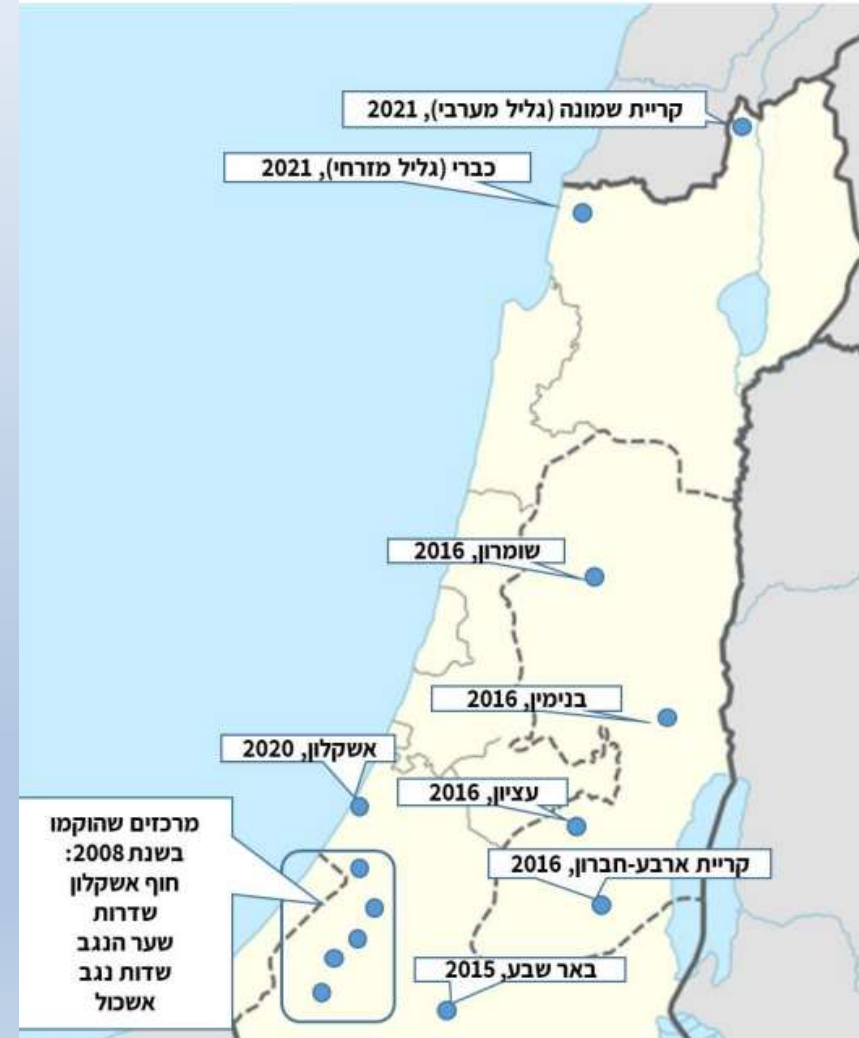 קריית שמונה (גליל מערבי), 2021
כברי (גליל מזרחי), 2021
שומרון, 2016
בנימין, 2016
אשקלון, 2020
עציון, 2016
קריית ארבע-חברון, 2016
באר שבע, 2015
מרכזים שהוקמו
בשנת 2008:
חוף אשקלון
שדרות
שער הנגב
שדות נגב
אשכול